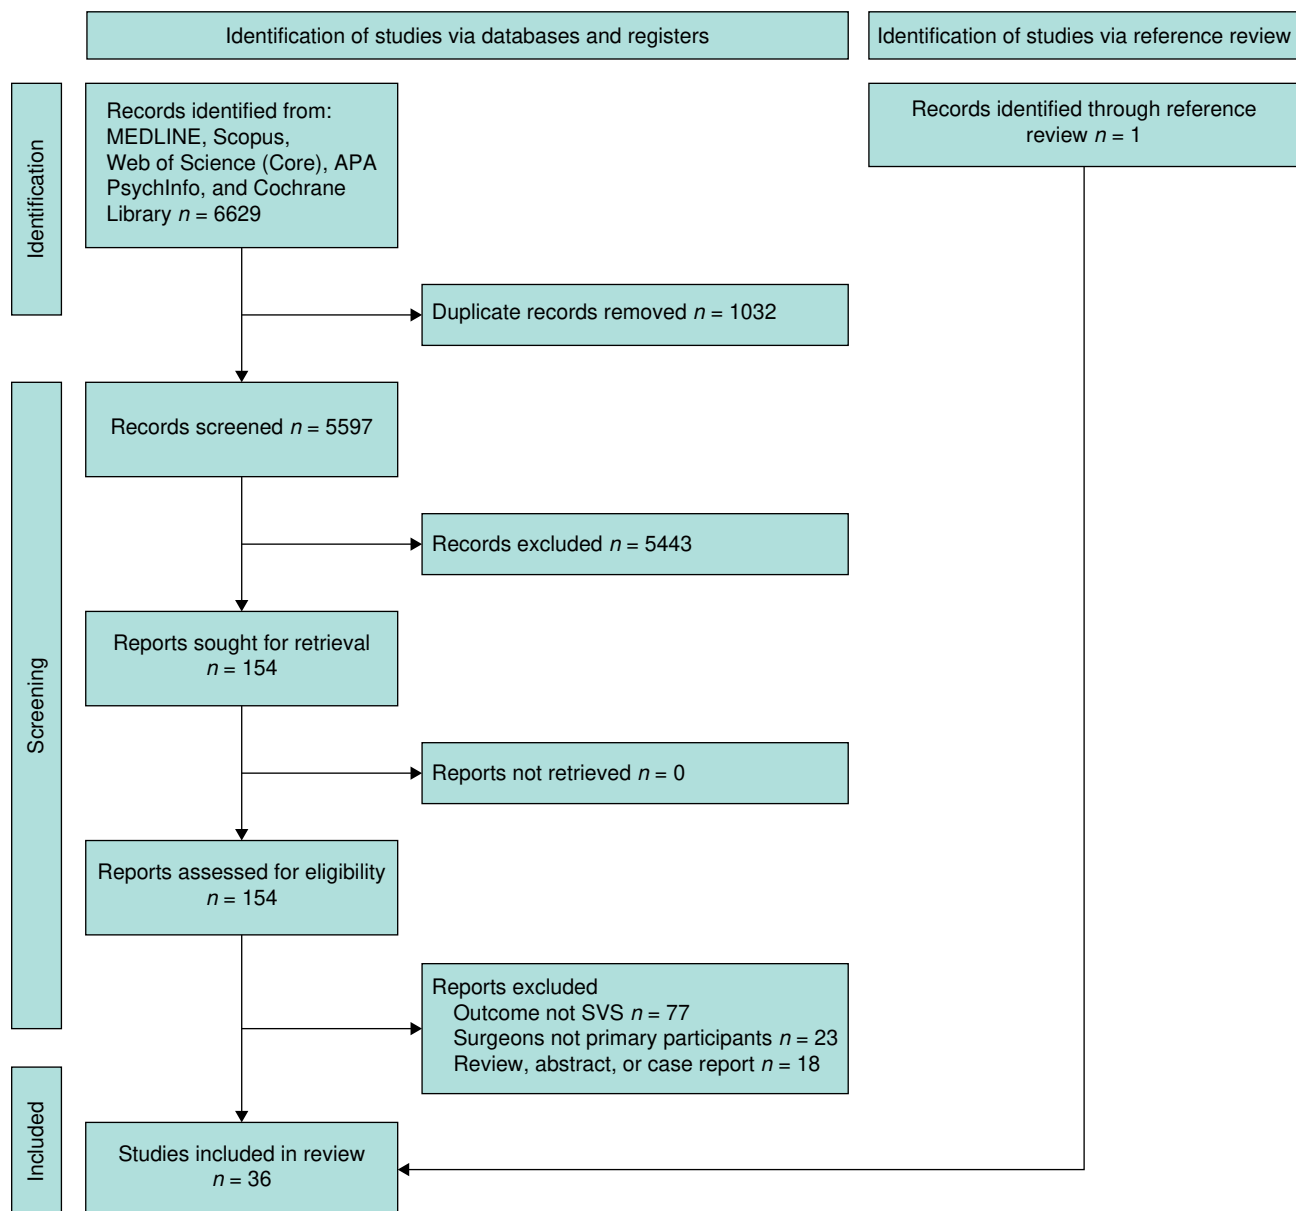 Identification of studies via databases and registers
Identification of studies via reference review
Identification
Records identified from:
MEDLINE, Scopus,
Web of Science (Core), APA
PsychInfo, and Cochrane
Library n = 6629
Records identified through reference
review n = 1
Duplicate records removed n = 1032
Screening
Records screened n = 5597
Records excluded n = 5443
Reports sought for retrieval
n = 154
Reports not retrieved n = 0
Reports assessed for eligibility
n = 154
Reports excluded
Outcome not SVS n = 77
Surgeons not primary participants n = 23
Review, abstract, or case report n = 18
Included
Studies included in review
n = 36